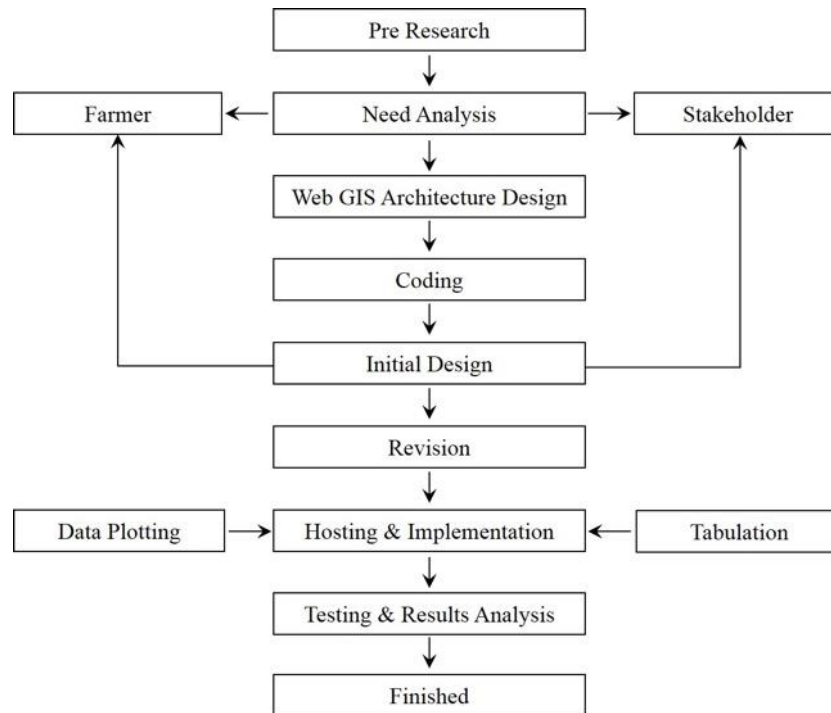 Pre Research
Farmer
Need Analysis
Stakeholder
Web GIS Architecture Design
Coding
Initial Design
Revision
Data Plotting
Hosting & Implementation
Tabulation
Testing & Results Analysis
Finished